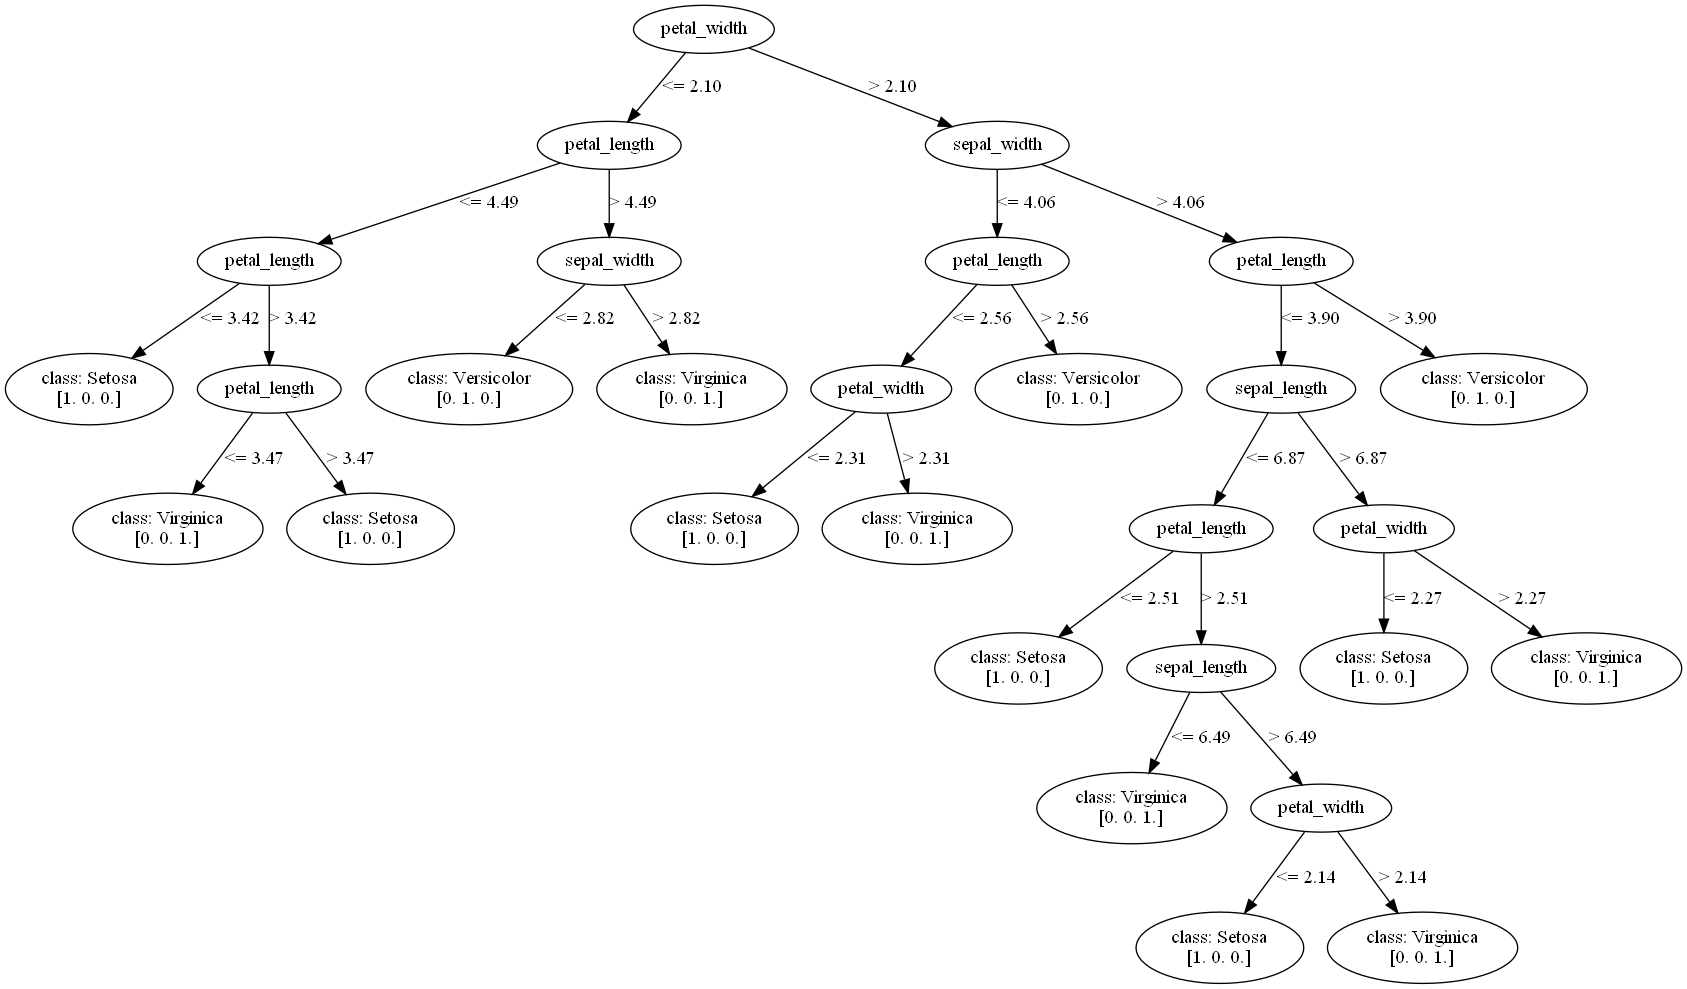 petal_width
<= 2.10
> 2.10
petal_length
sepal_width
<= 4.49
> 4.49
<= 4.06
> 4.06
petal_length
sepal_width
petal_length
petal_length
<= 3.42
> 3.42
<= 2.82
> 2.82
<= 2.56
> 2.56
<= 3.90
> 3.90
class: Setosa
[1. 0. 0.]
petal_length
class: Versicolor
[0. 1. 0.]
class: Virginica
[0. 0. 1.]
petal_width
class: Versicolor
[0. 1. 0.]
sepal_length
class: Versicolor
[0. 1. 0.]
<= 3.47
> 3.47
<= 2.31
> 2.31
<= 6.87
> 6.87
class: Virginica
[0. 0. 1.]
class: Setosa
[1. 0. 0.]
class: Setosa
[1. 0. 0.]
class: Virginica
[0. 0. 1.]
petal_length
petal_width
<= 2.51
> 2.51
<= 2.27
> 2.27
class: Setosa
[1. 0. 0.]
sepal_length
class: Setosa
[1. 0. 0.]
class: Virginica
[0. 0. 1.]
<= 6.49
> 6.49
class: Virginica
[0. 0. 1.]
petal_width
<= 2.14
> 2.14
class: Setosa
[1. 0. 0.]
class: Virginica
[0. 0. 1.]